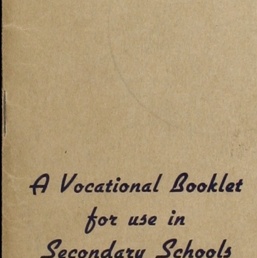 A Vocational Booklet
for use in
Secondary Schools